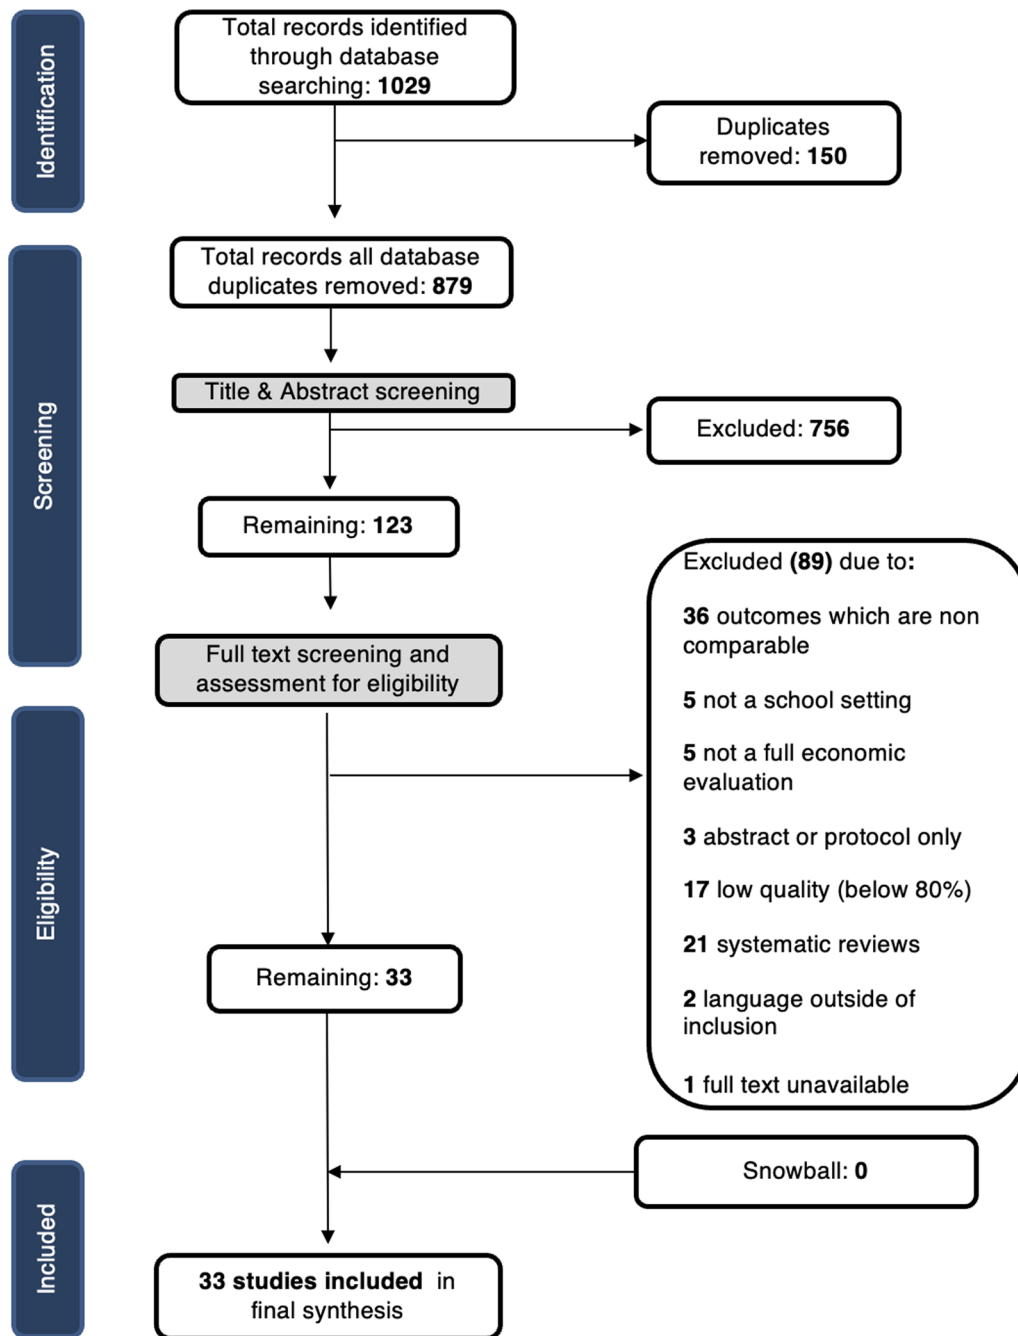 Identification
Total records identified
through database
searching: 1029
Duplicates
removed: 150
Screening
Total records all database
duplicates removed: 879
Title & Abstract screening
Excluded: 756
Remaining: 123
Full text screening and
assessment for eligibility
Excluded (89) due to:
36 outcomes which are non
comparable
5 not a school setting
5 not a full economic
evaluation
3 abstract or protocol only
17 low quality (below 80%)
21 systematic reviews
2 language outside of
inclusion
1 full text unavailable
Eligibility
Remaining: 33
Snowball: 0
Included
33 studies included in
final synthesis